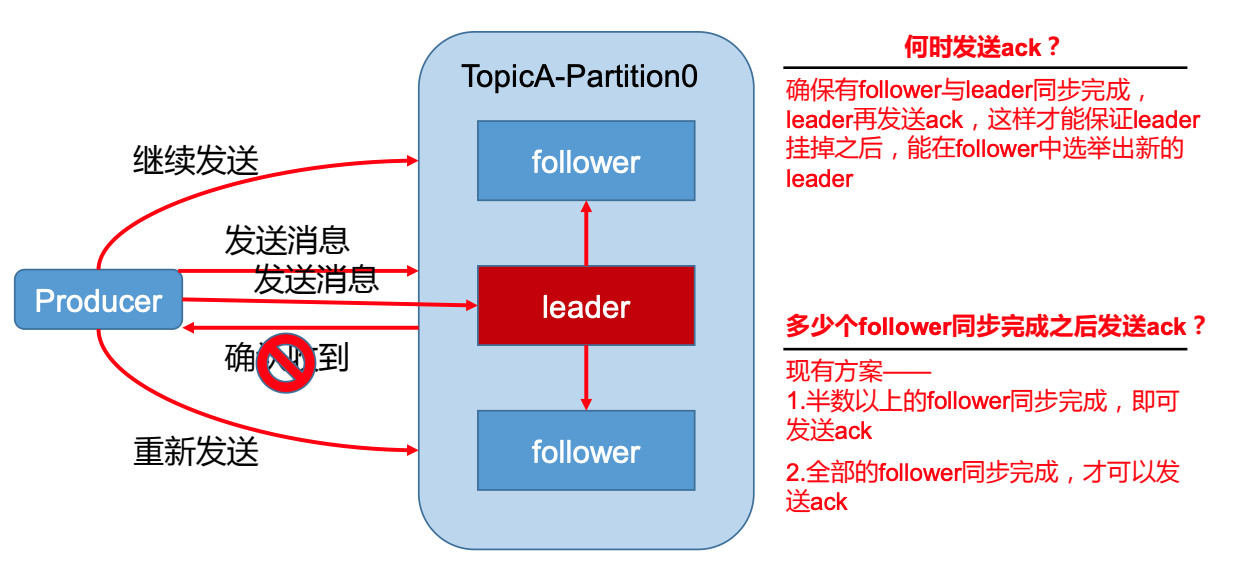 何时发送ack？
TopicA-Partition0
确保有follower与leader同步完成，
leader再发送ack，这样才能保证leader
挂掉之后，能在follower中选举出新的
leader
继续发送
follower
发送消息
发送消息
Producer
leader
多少个follower同步完成之后发送ack？
确认收到
现有方案——
1.半数以上的follower同步完成，即可
发送ack
重新发送
follower
2.全部的follower同步完成，才可以发
送ack